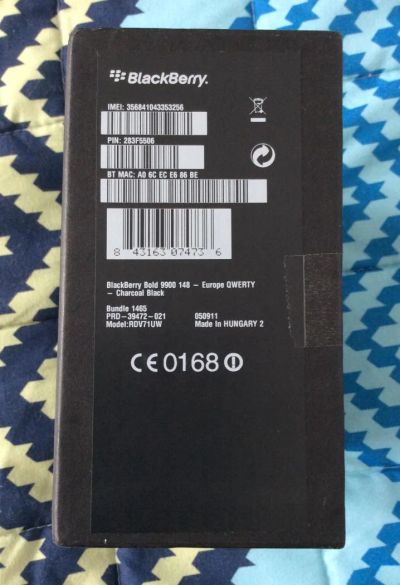 BlackBerry.
IMEI: 356841043353256
PIN: 283F5506
BT MAC: A0 6C EC E6 86 BE
8 43163 07473 6
BlackBerry Bold 9900 148 – Europe QWERTY
– Charcoal Black
Bundle 1465
PRD-39472-021 050911
Model:RDV71UW Made In HUNGARY 2
CE0168